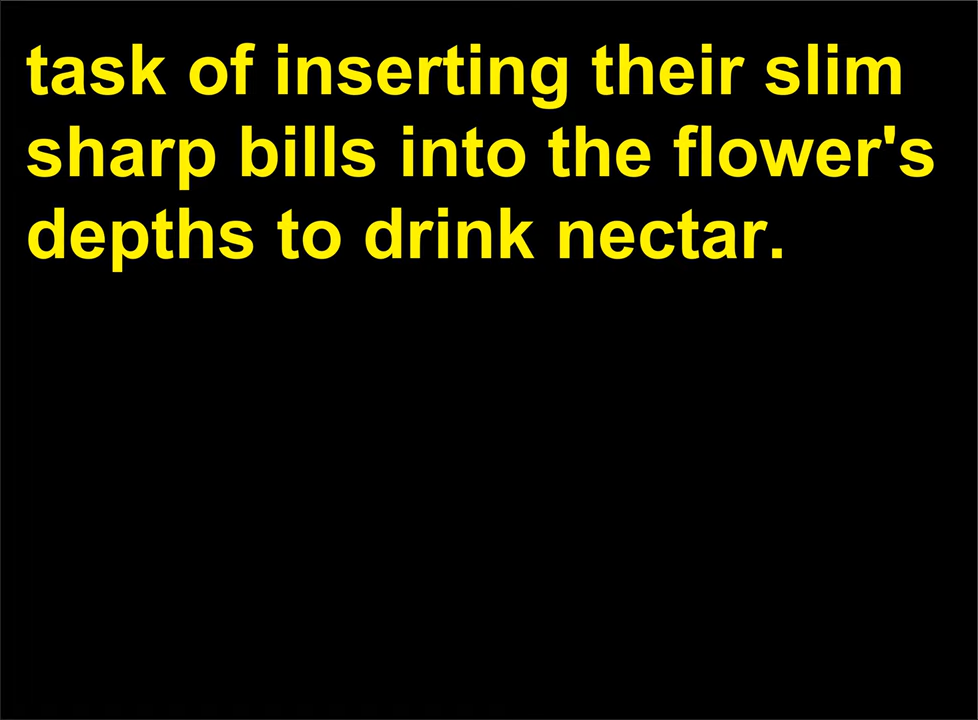 task of inserting their slim
sharp bills into the flower's
depths to drink nectar.